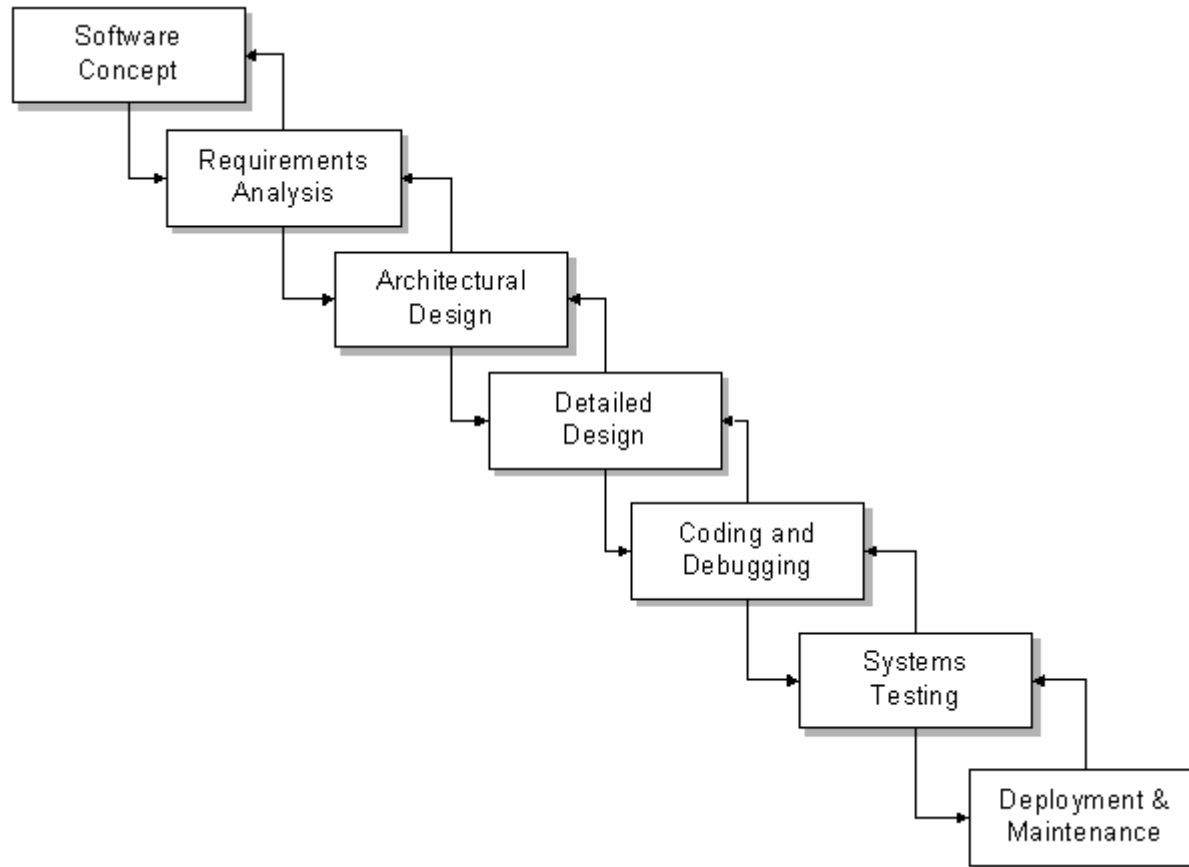 Software
Concept
Requirements
Analysis
Architectural
Design
Detailed
Design
Coding and
Debugging
Systems
Testing
Deployment &
Maintenance